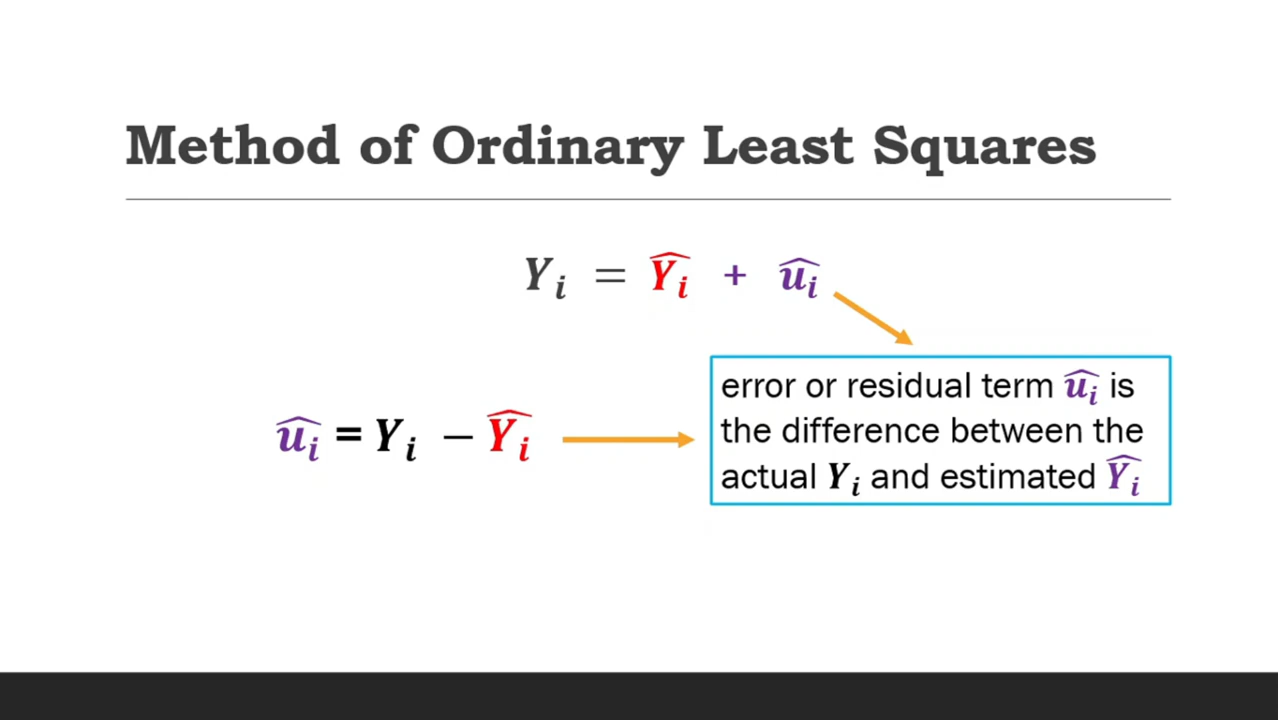 Method of Ordinary Least Squares
Yᵢ = Ŷᵢ + ûᵢ
error or residual term ûᵢ is
the difference between the
actual Yᵢ and estimated Ŷᵢ
ûᵢ = Yᵢ − Ŷᵢ